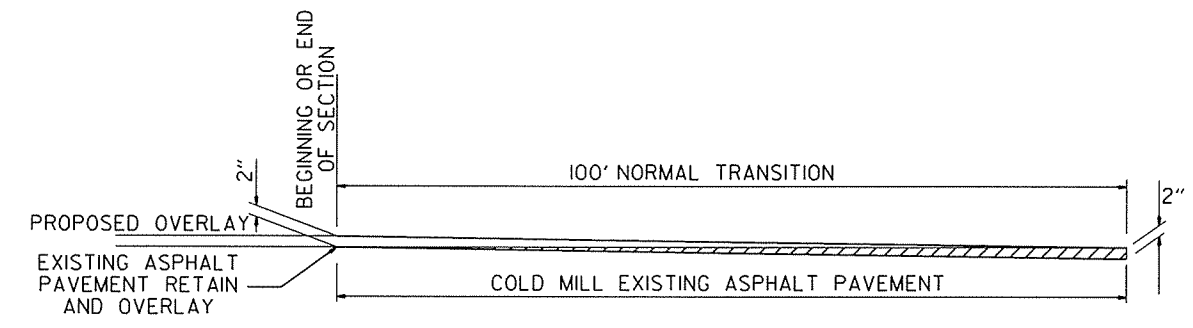 BEGINNING OR END
OF SECTION
2"
100' NORMAL TRANSITION
2"
PROPOSED OVERLAY
EXISTING ASPHALT
PAVEMENT RETAIN
AND OVERLAY
COLD MILL EXISTING ASPHALT PAVEMENT